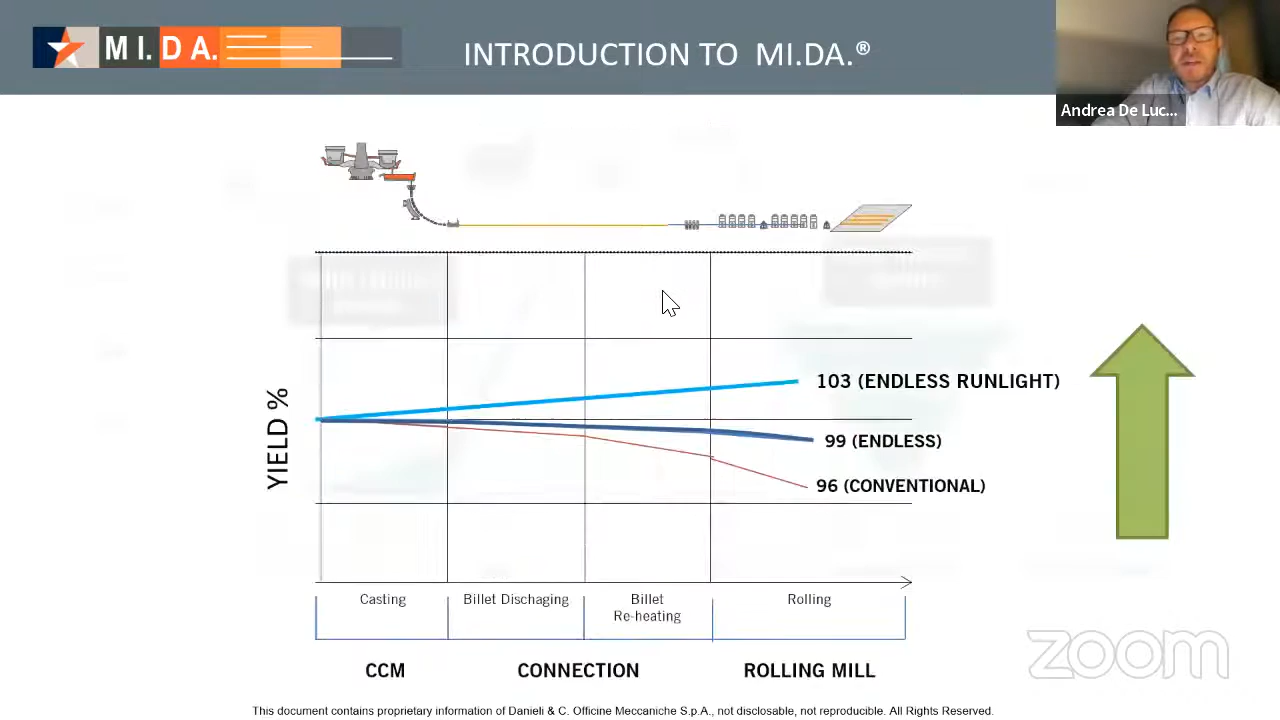 MI.DA.
INTRODUCTION TO MI.DA.®
Andrea De Luc...
YIELD %
103 (ENDLESS RUNLIGHT)
99 (ENDLESS)
96 (CONVENTIONAL)
Casting
Billet Dischaging
Billet
Re-heating
Rolling
CCM
CONNECTION
ROLLING MILL
zoom
This document contains proprietary information of Danieli & C. Officine Meccaniche S.p.A., not disclosable, not reproducible. All Rights Reserved.